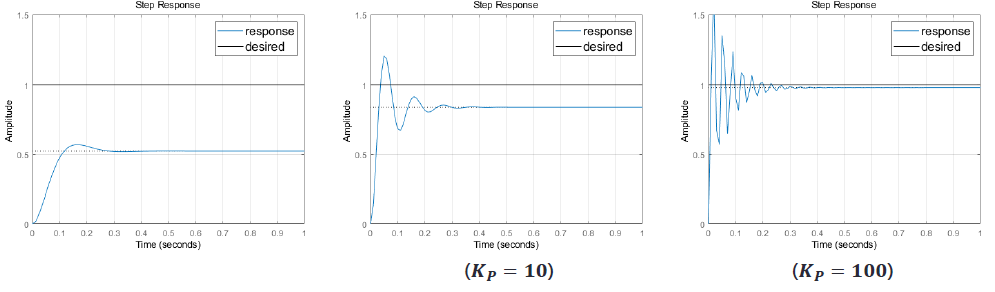 Step Response
1.5
1
0.5
0
Amplitude
response
desired
0 0.1 0.2 0.3 0.4 0.5 0.6 0.7 0.8 0.9 1
Time (seconds)
Step Response
1.5
1
0.5
0
Amplitude
response
desired
0 0.1 0.2 0.3 0.4 0.5 0.6 0.7 0.8 0.9 1
Time (seconds)
(K_P = 10)
Step Response
1.5
1
0.5
0
Amplitude
response
desired
0 0.1 0.2 0.3 0.4 0.5 0.6 0.7 0.8 0.9 1
Time (seconds)
(K_P = 100)